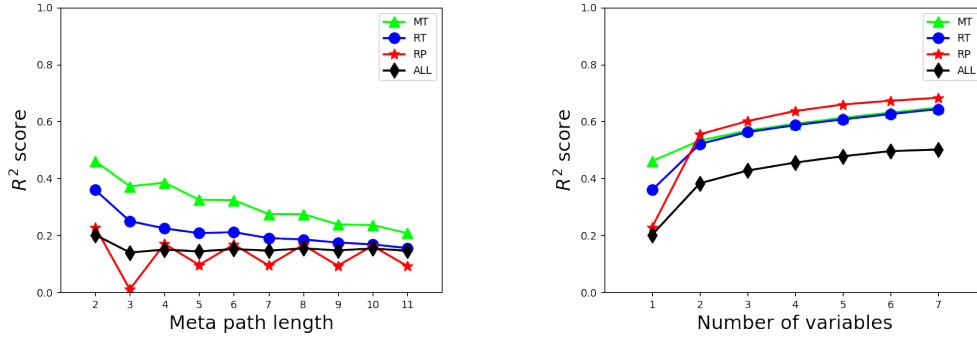 1.0
0.8
0.6
0.4
0.2
0.0
R² score
2 3 4 5 6 7 8 9 10 11
Meta path length
MT
RT
RP
ALL
1.0
0.8
0.6
0.4
0.2
0.0
R² score
1 2 3 4 5 6 7
Number of variables
MT
RT
RP
ALL